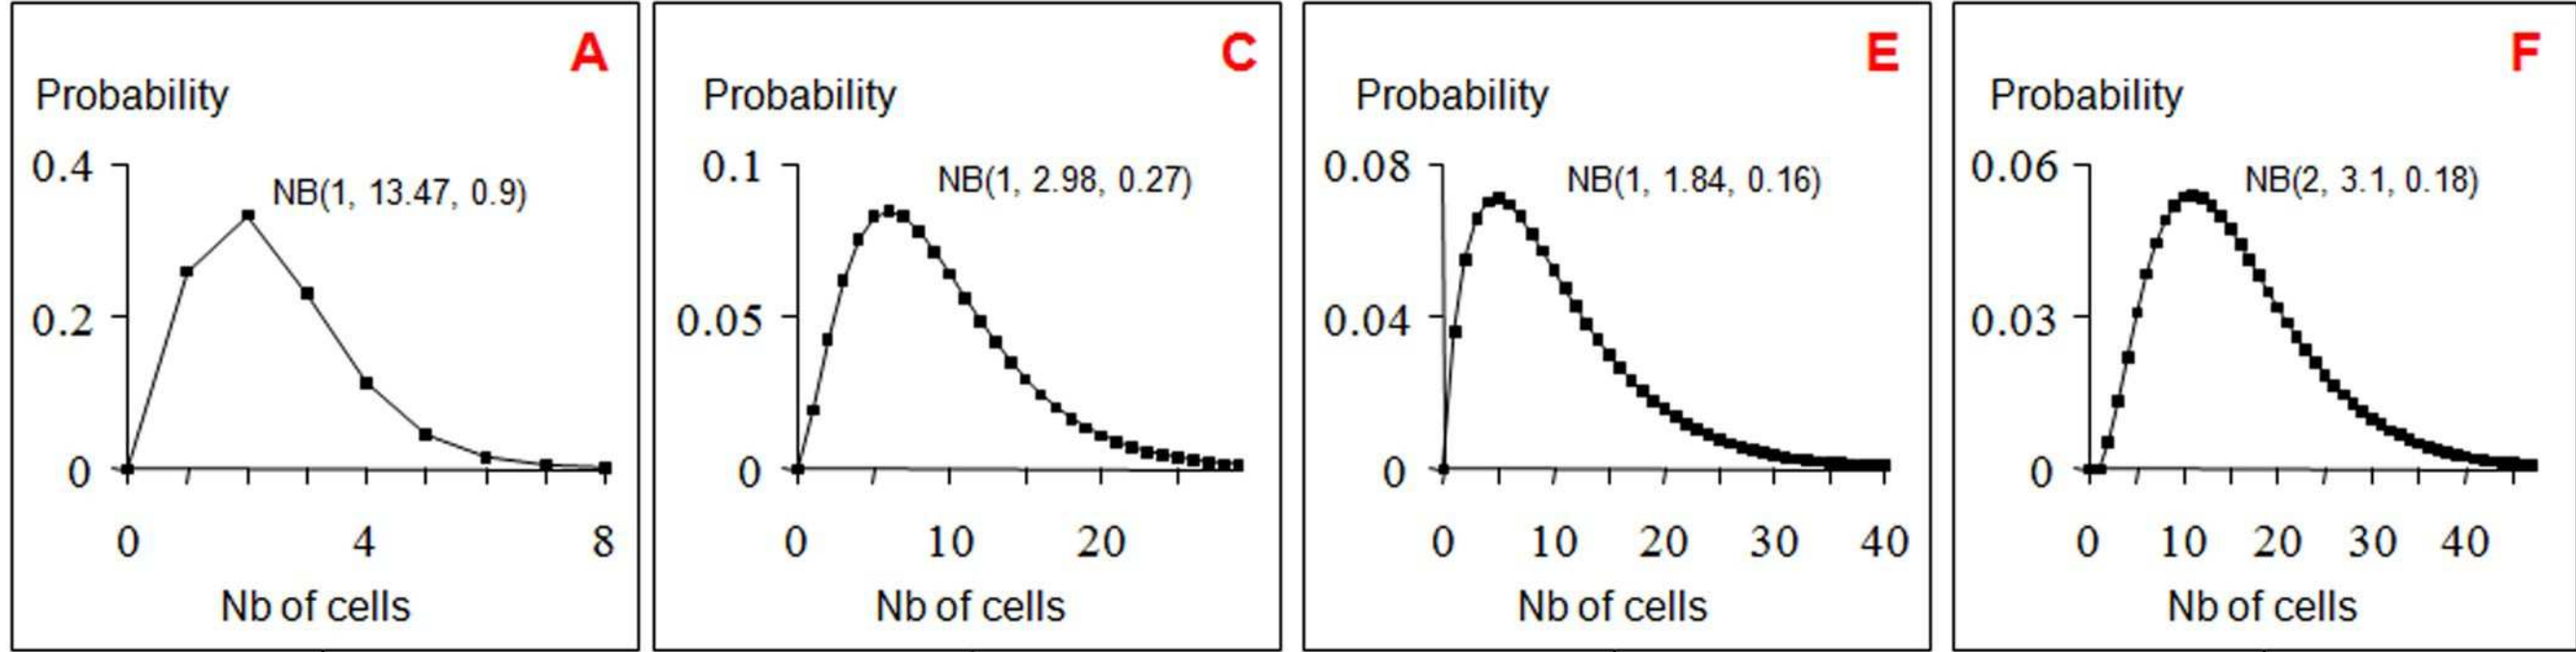 A
Probability
0.4
NB(1, 13.47, 0.9)
0.2
0
0 4 8
Nb of cells
C
Probability
0.1
NB(1, 2.98, 0.27)
0.05
0
0 10 20
Nb of cells
E
Probability
0.08
NB(1, 1.84, 0.16)
0.04
0
0 10 20 30 40
Nb of cells
F
Probability
0.06
NB(2, 3.1, 0.18)
0.03
0
0 10 20 30 40
Nb of cells